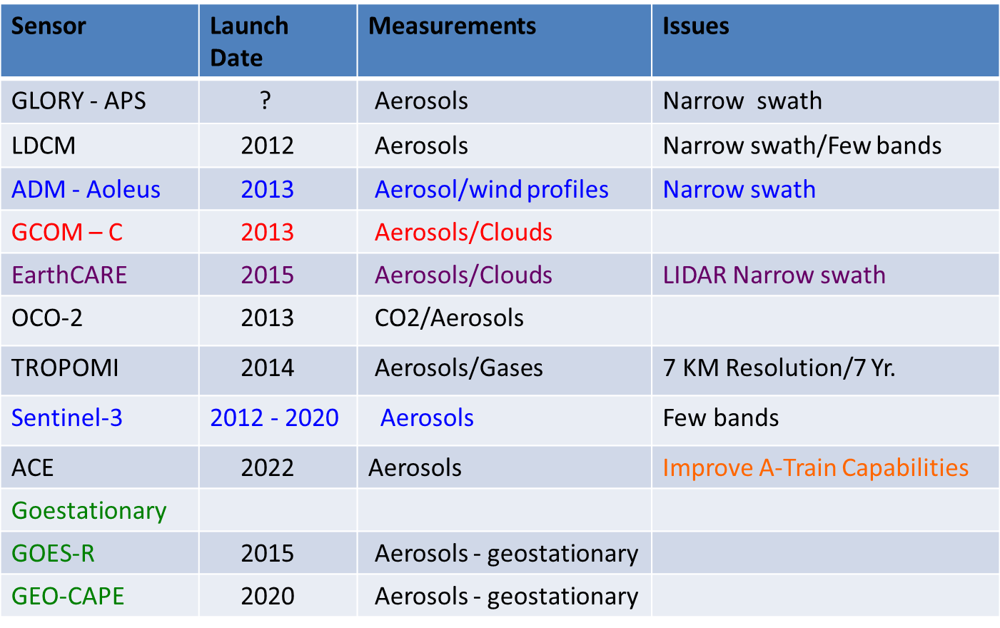 Sensor Launch Date Measurements Issues
GLORY - APS ? Aerosols Narrow swath
LDCM 2012 Aerosols Narrow swath/Few bands
ADM - Aoleus 2013 Aerosol/wind profiles Narrow swath
GCOM – C 2013 Aerosols/Clouds
EarthCARE 2015 Aerosols/Clouds LIDAR Narrow swath
OCO-2 2013 CO2/Aerosols
TROPOMI 2014 Aerosols/Gases 7 KM Resolution/7 Yr.
Sentinel-3 2012 - 2020 Aerosols Few bands
ACE 2022 Aerosols Improve A-Train Capabilities
Goestationary
GOES-R 2015 Aerosols - geostationary
GEO-CAPE 2020 Aerosols - geostationary